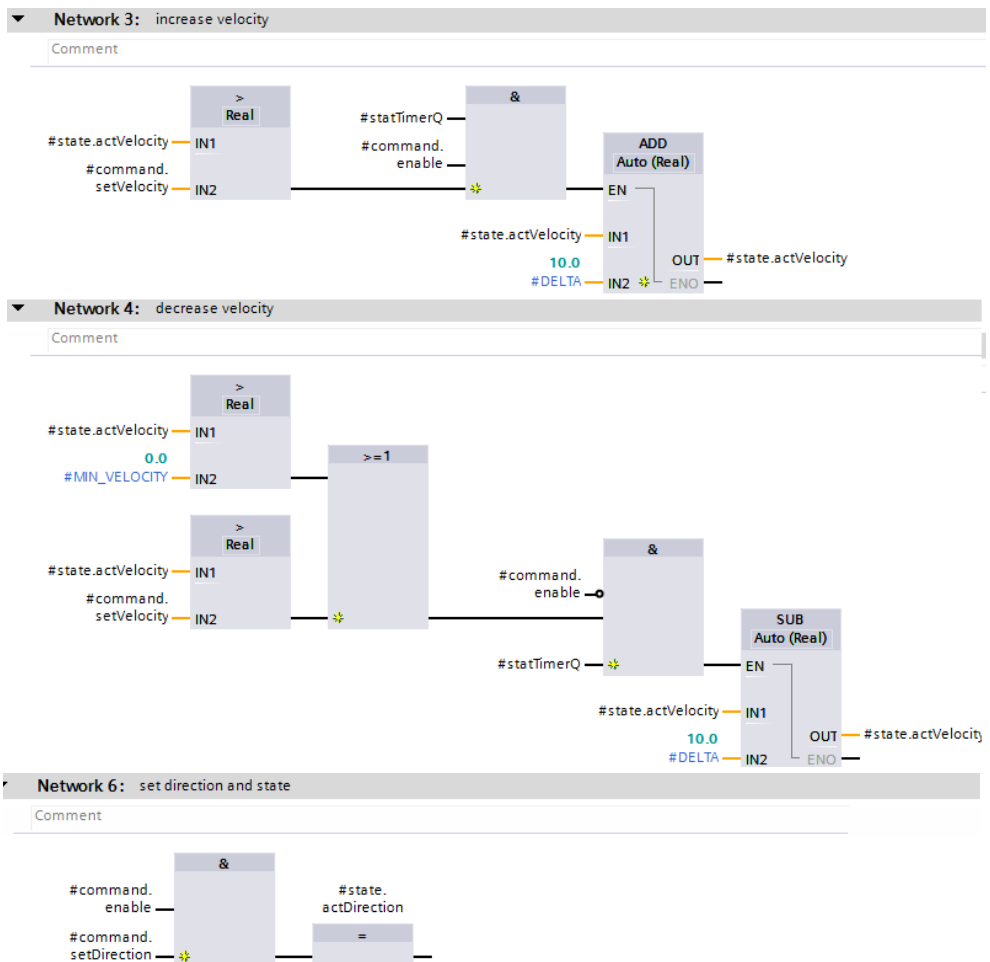 Network 3: increase velocity
Comment
>
Real
&
#statTimerQ
#state.actVelocity
IN1
#command.
enable
ADD
Auto (Real)
#command.
setVelocity
IN2
EN
#state.actVelocity
IN1
10.0
OUT
#state.actVelocity
#DELTA
IN2
ENO
Network 4: decrease velocity
Comment
>
Real
#state.actVelocity
IN1
0.0
>=1
#MIN_VELOCITY
IN2
>
Real
&
#state.actVelocity
IN1
#command.
enable
#command.
setVelocity
IN2
SUB
Auto (Real)
#statTimerQ
EN
#state.actVelocity
IN1
10.0
OUT
#state.actVelocity
#DELTA
IN2
ENO
Network 6: set direction and state
Comment
&
#command.
enable
#state.
actDirection
#command.
setDirection
=